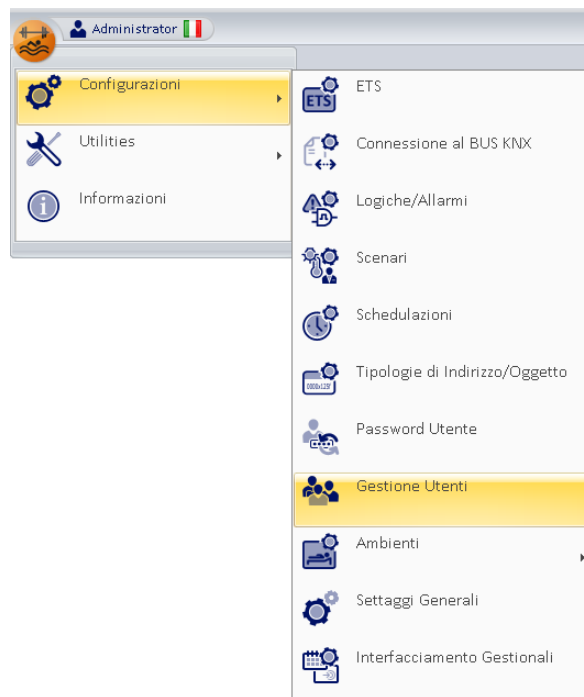 Administrator
Configurazioni
Utilities
Informazioni
ETS
ETS
Connessione al BUS KNX
Logiche/Allarmi
Scenari
Schedulazioni
Tipologie di Indirizzo/Oggetto
Password Utente
Gestione Utenti
Ambienti
Settaggi Generali
Interfacciamento Gestionali